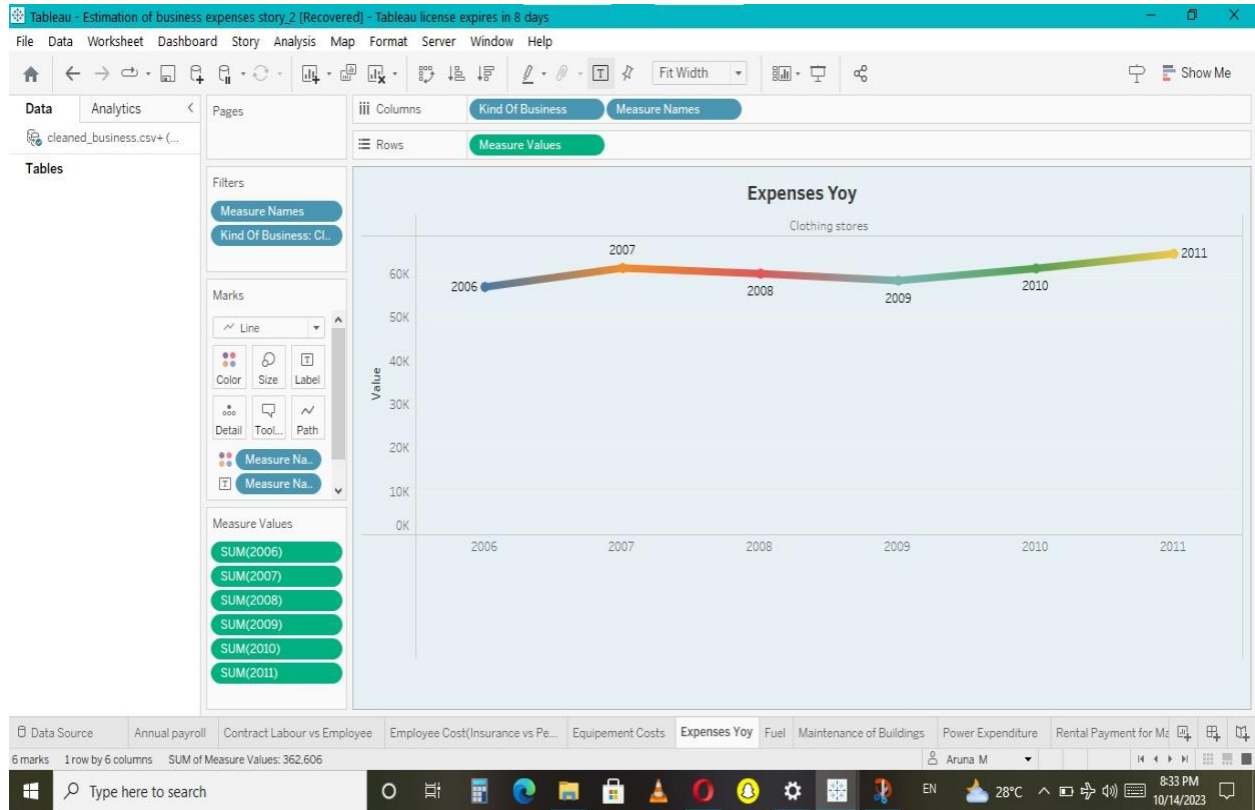 Tableau - Estimation of business expenses story_2 [Recovered] - Tableau license expires in 8 days
File Data Worksheet Dashboard Story Analysis Map Format Server Window Help
Fit Width
Show Me
Data Analytics
cleaned_business.csv+ (...
Tables
Pages
Filters
Measure Names
Kind Of Business: Cl..
Marks
Line
Color Size Label
Detail Tool... Path
Measure Na..
Measure Na..
Measure Values
SUM(2006)
SUM(2007)
SUM(2008)
SUM(2009)
SUM(2010)
SUM(2011)
Columns Kind Of Business Measure Names
Rows Measure Values
Expenses Yoy
Clothing stores
Value
60K
50K
40K
30K
20K
10K
0K
2006
2007
2008
2009
2010
2011
2006 2007 2008 2009 2010 2011
Data Source Annual payroll Contract Labour vs Employee Employee Cost(Insurance vs Pe... Equipement Costs Expenses Yoy Fuel Maintenance of Buildings Power Expenditure Rental Payment for Ma
6 marks 1 row by 6 columns SUM of Measure Values: 362,606
Aruna M
Type here to search
EN 28°C
8:33 PM
10/14/2023